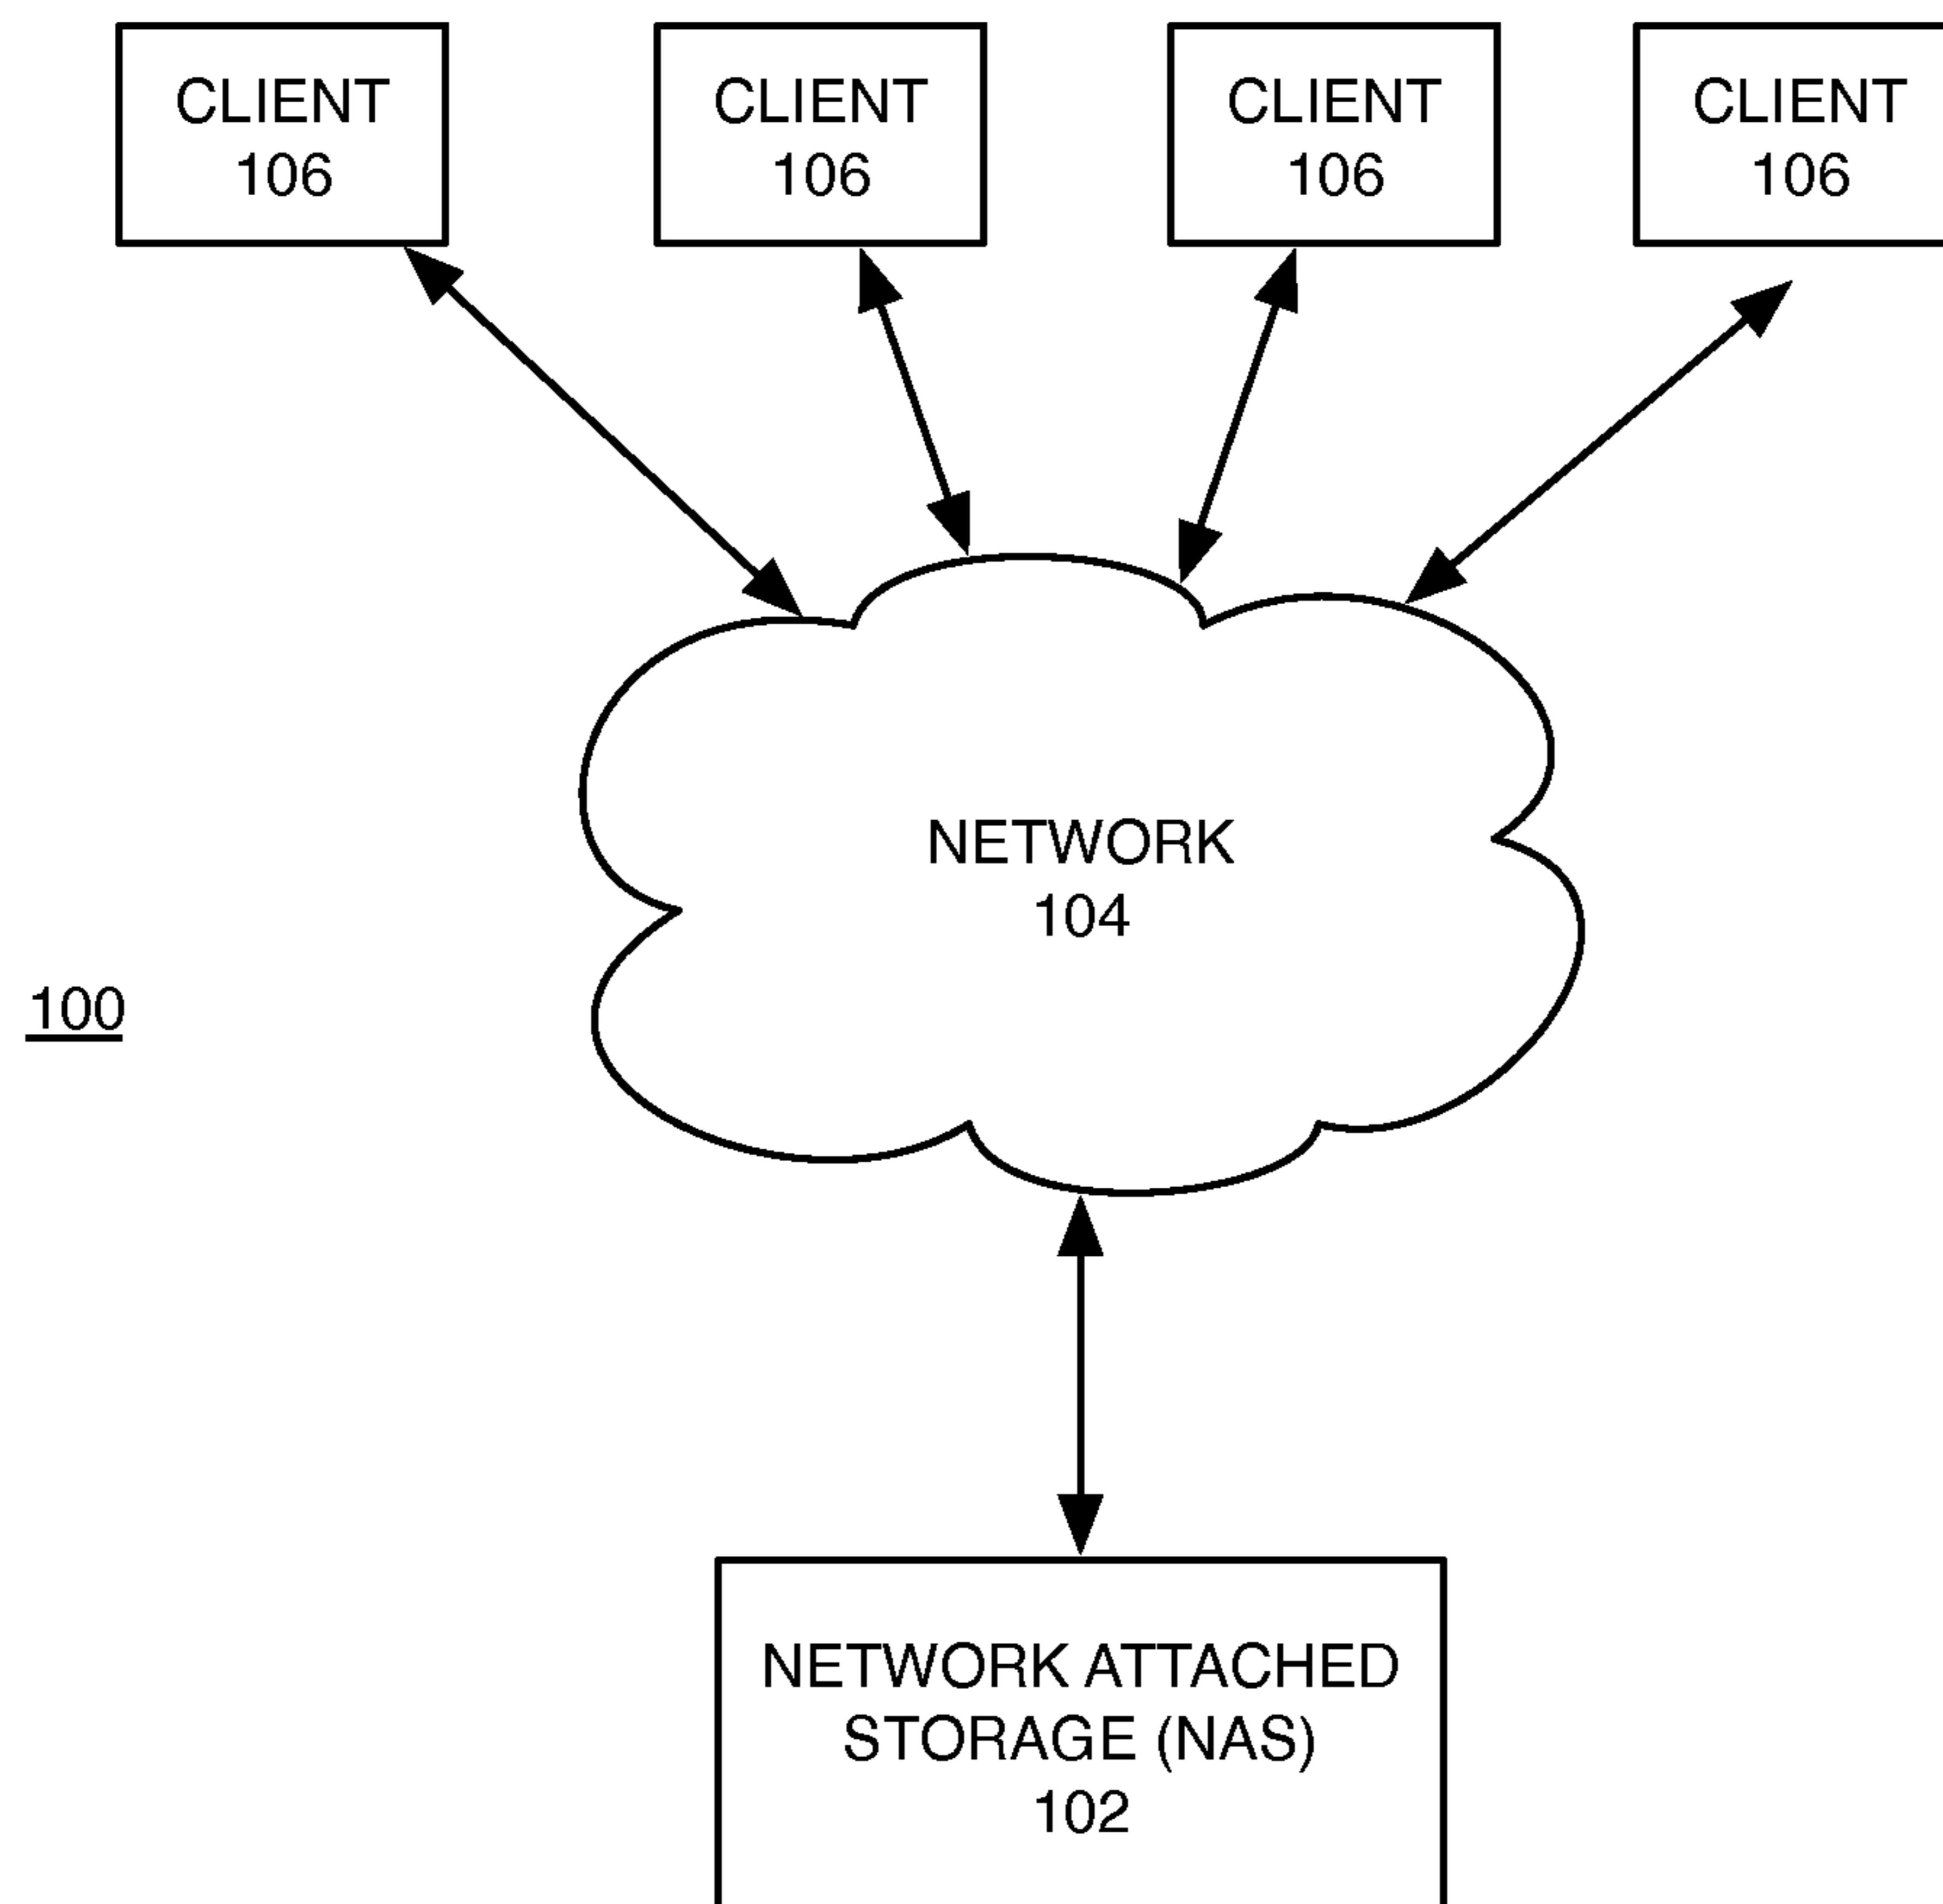 CLIENT
106
CLIENT
106
CLIENT
106
CLIENT
106
NETWORK
104
100
NETWORK ATTACHED
STORAGE (NAS)
102